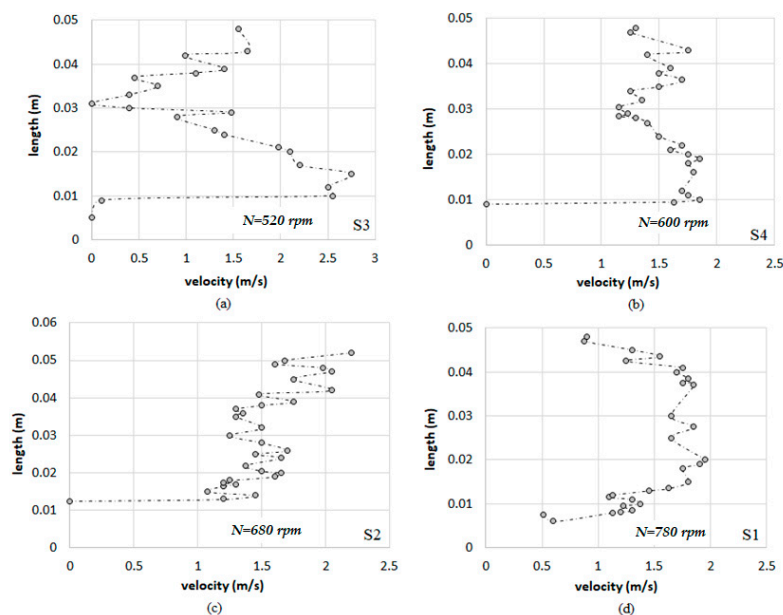 0.05
0.04
0.03
0.02
0.01
0
length (m)
N=520 rpm
S3
0 0.5 1 1.5 2 2.5 3
velocity (m/s)
(a)
0.05
0.04
0.03
0.02
0.01
0
length (m)
N=600 rpm
S4
0 0.5 1 1.5 2 2.5
velocity (m/s)
(b)
0.06
0.05
0.04
0.03
0.02
0.01
0
length (m)
N=680 rpm
S2
0 0.5 1 1.5 2 2.5
velocity (m/s)
(c)
0.05
0.04
0.03
0.02
0.01
0
length (m)
N=780 rpm
S1
0 0.5 1 1.5 2 2.5
velocity (m/s)
(d)